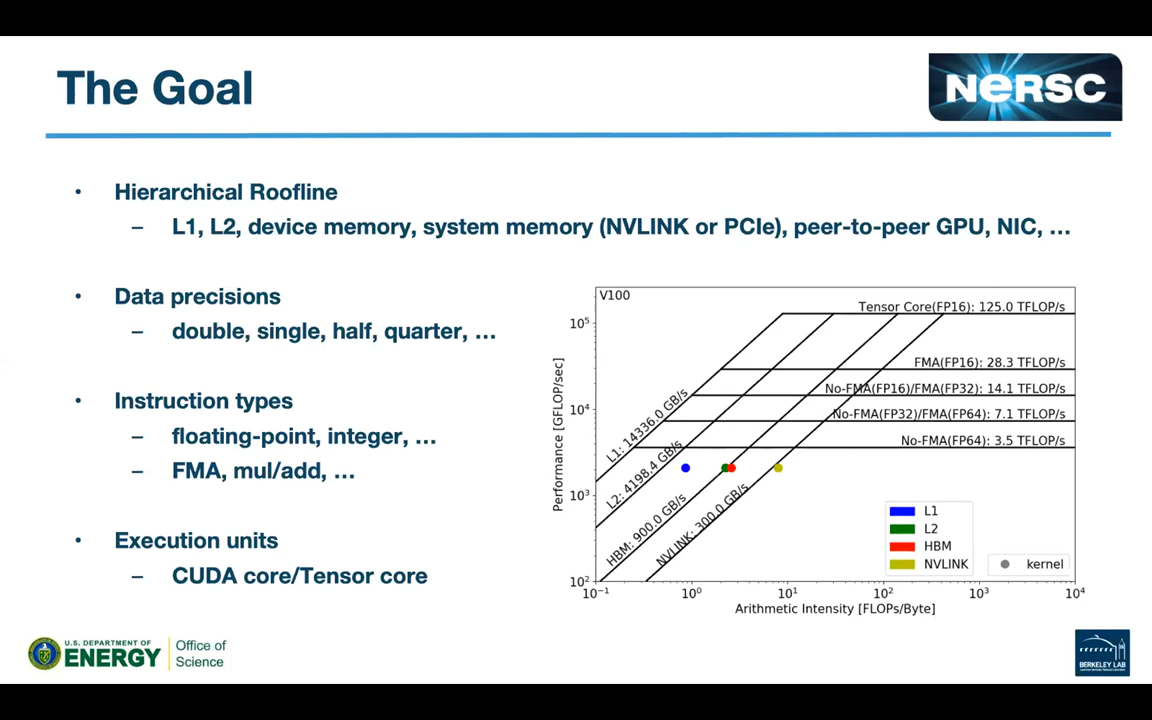 The Goal
NERSC
• Hierarchical Roofline
– L1, L2, device memory, system memory (NVLINK or PCIe), peer-to-peer GPU, NIC, …
• Data precisions
– double, single, half, quarter, …
• Instruction types
– floating-point, integer, …
– FMA, mul/add, …
• Execution units
– CUDA core/Tensor core
V100
Tensor Core(FP16): 125.0 TFLOP/s
FMA(FP16): 28.3 TFLOP/s
No-FMA(FP16)/FMA(FP32): 14.1 TFLOP/s
No-FMA(FP32)/FMA(FP64): 7.1 TFLOP/s
No-FMA(FP64): 3.5 TFLOP/s
L1: 14336.0 GB/s
L2: 4198.4 GB/s
HBM: 900.0 GB/s
NVLINK: 300.0 GB/s
Performance [GFLOP/sec]
10⁵
10⁴
10³
10²
L1
L2
HBM
NVLINK
kernel
10⁻¹ 10⁰ 10¹ 10² 10³ 10⁴
Arithmetic Intensity [FLOPs/Byte]
U.S. DEPARTMENT OF
ENERGY
Office of
Science
BERKELEY LAB